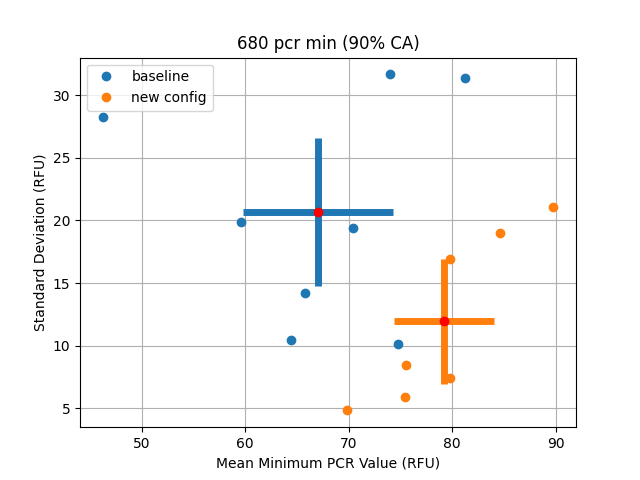 680 pcr min (90% CA)
baseline
new config
Standard Deviation (RFU)
30
25
20
15
10
5
50 60 70 80 90
Mean Minimum PCR Value (RFU)